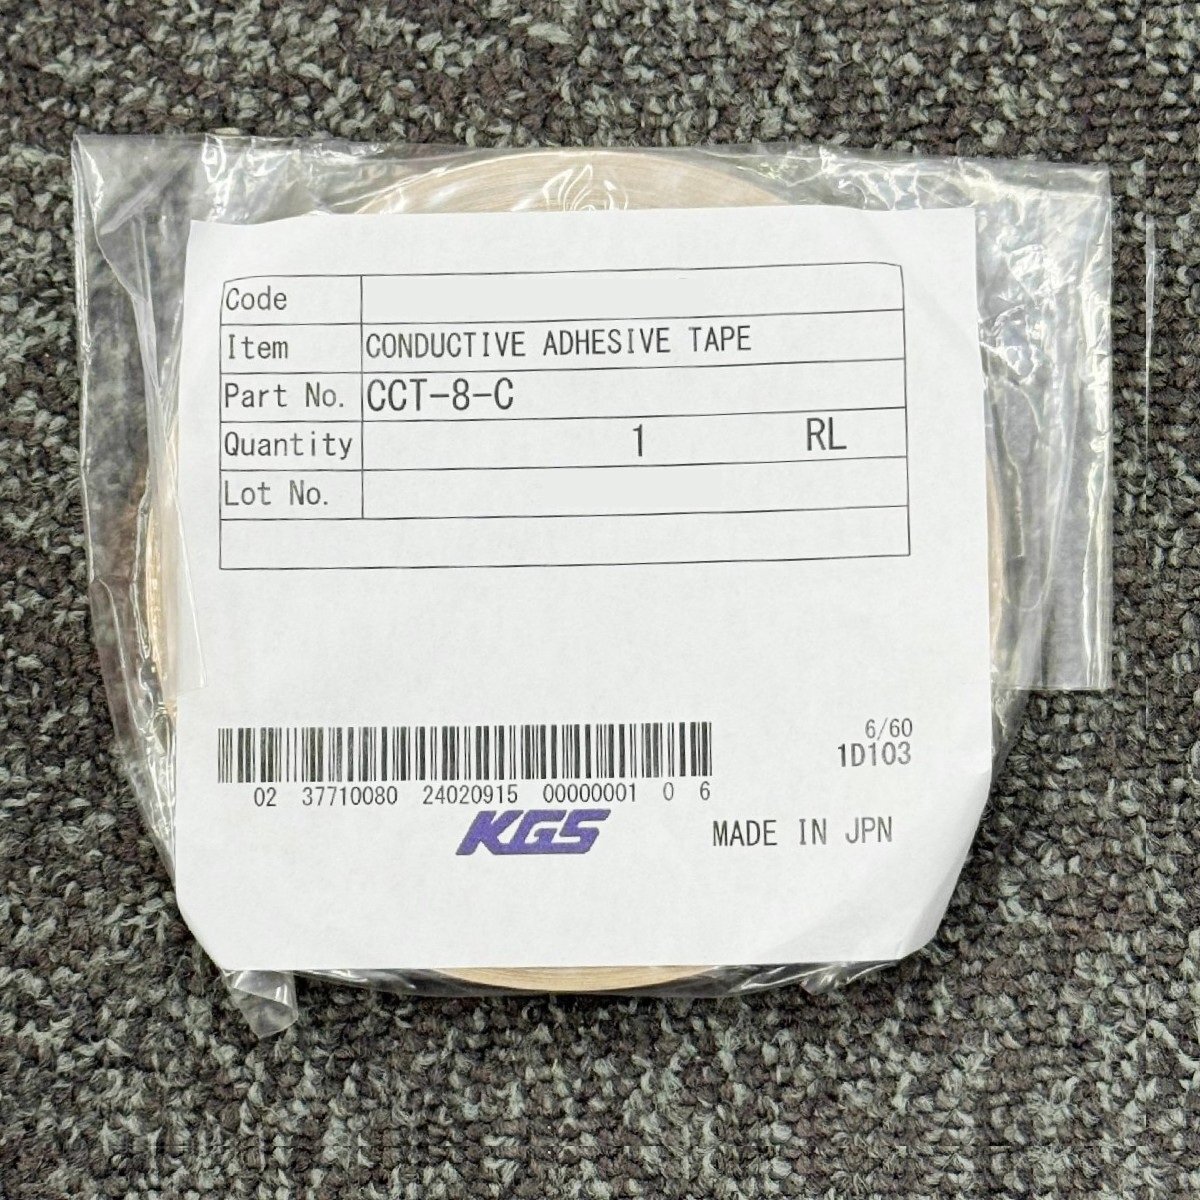 Code
Item CONDUCTIVE ADHESIVE TAPE
Part No. CCT-8-C
Quantity 1 RL
Lot No.
6/60
1D103
02 37710080 24020915 00000001 0 6
KGS
MADE IN JPN